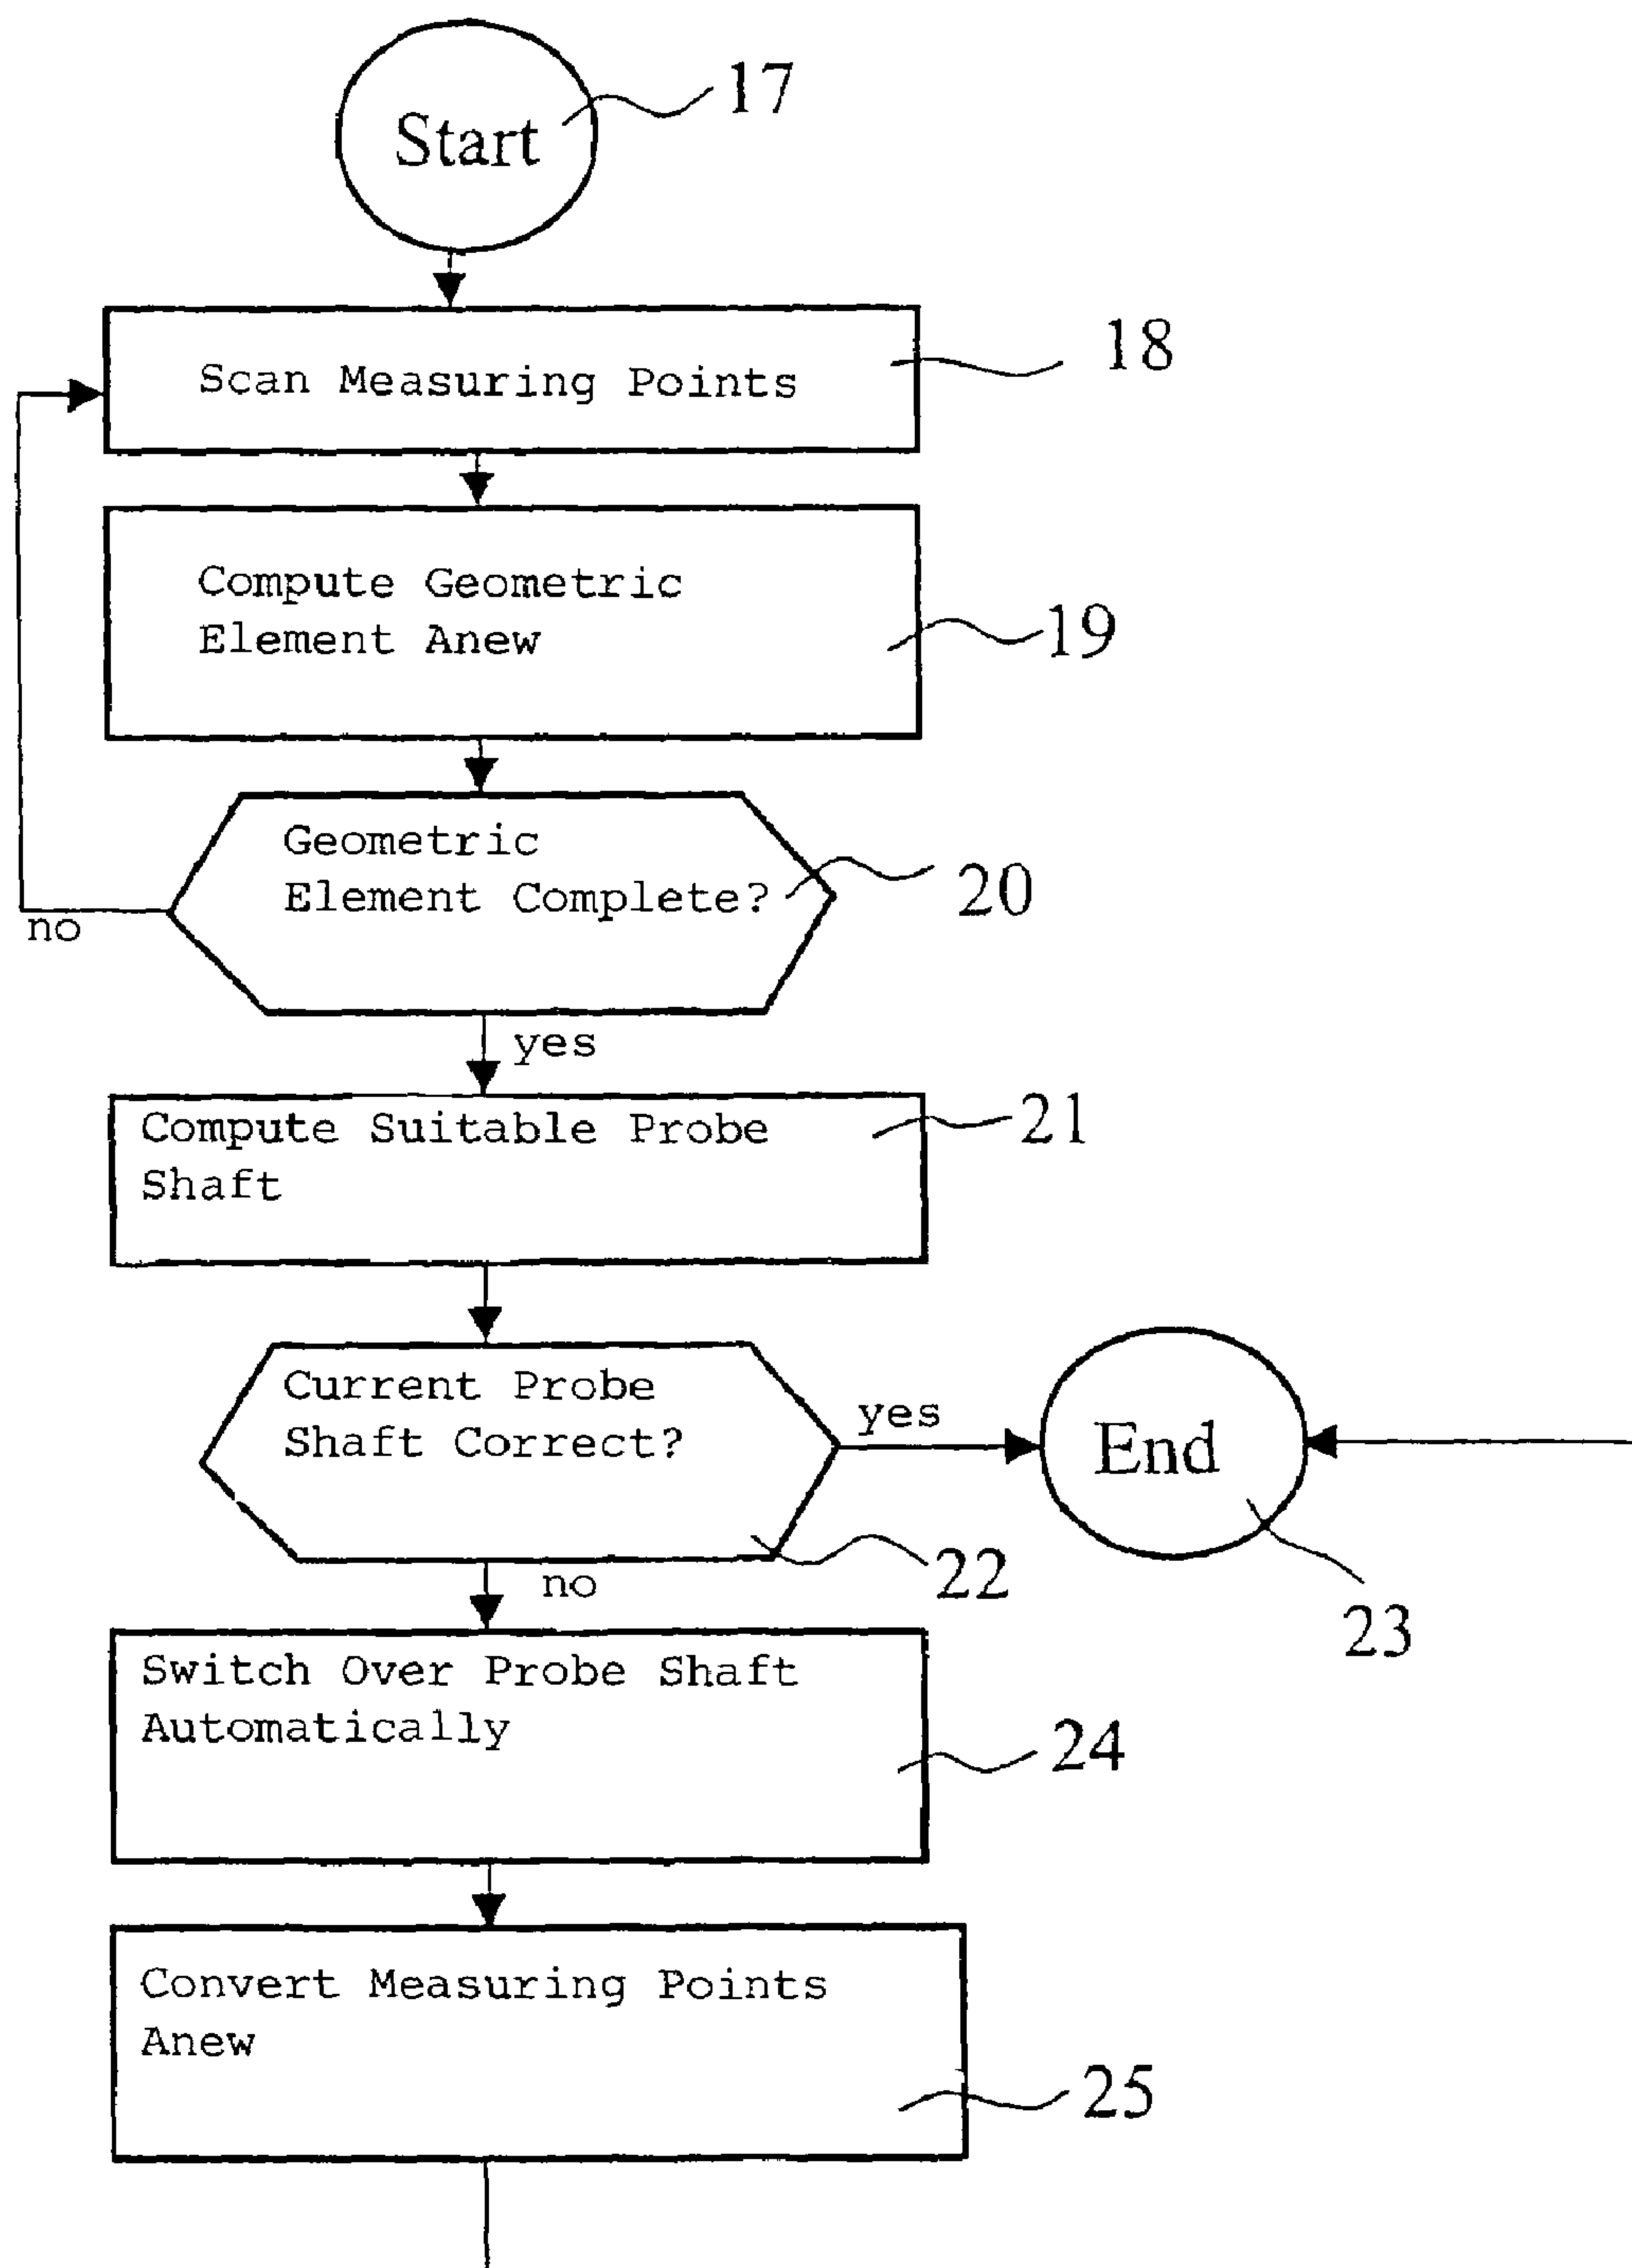 Start
17
Scan Measuring Points
18
Compute Geometric
Element Anew
19
Geometric
Element Complete?
20
no
yes
Compute Suitable Probe
Shaft
21
Current Probe
Shaft Correct?
yes
End
22
23
no
Switch Over Probe Shaft
Automatically
24
Convert Measuring Points
Anew
25